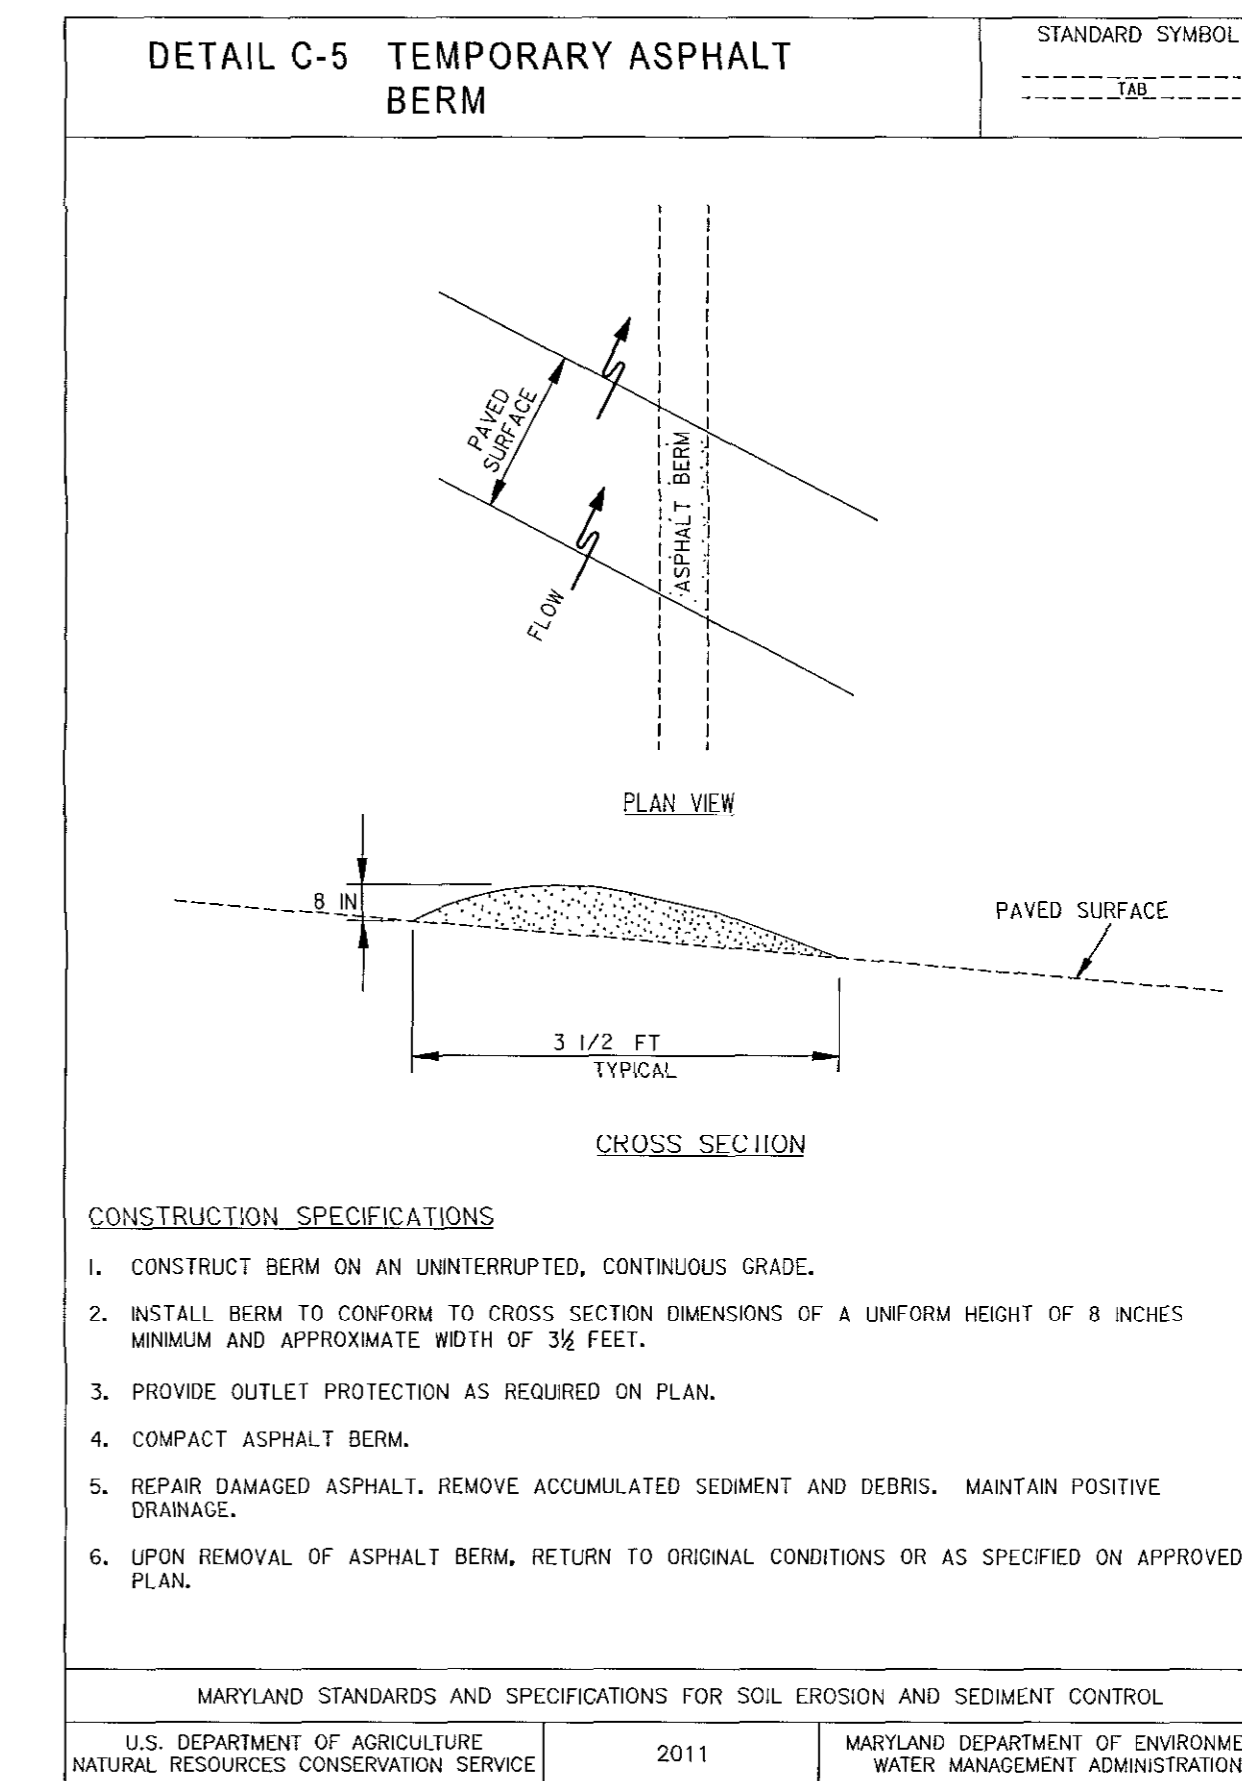 DETAIL C-5 TEMPORARY ASPHALT
BERM
STANDARD SYMBOL
TAB
PAVED
SURFACE
ASPHALT BERM
FLOW
PLAN VIEW
8 IN
PAVED SURFACE
3 1/2 FT
TYPICAL
CROSS SECTION
CONSTRUCTION SPECIFICATIONS
1. CONSTRUCT BERM ON AN UNINTERRUPTED, CONTINUOUS GRADE.
2. INSTALL BERM TO CONFORM TO CROSS SECTION DIMENSIONS OF A UNIFORM HEIGHT OF 8 INCHES
MINIMUM AND APPROXIMATE WIDTH OF 3½ FEET.
3. PROVIDE OUTLET PROTECTION AS REQUIRED ON PLAN.
4. COMPACT ASPHALT BERM.
5. REPAIR DAMAGED ASPHALT. REMOVE ACCUMULATED SEDIMENT AND DEBRIS. MAINTAIN POSITIVE
DRAINAGE.
6. UPON REMOVAL OF ASPHALT BERM, RETURN TO ORIGINAL CONDITIONS OR AS SPECIFIED ON APPROVED
PLAN.
MARYLAND STANDARDS AND SPECIFICATIONS FOR SOIL EROSION AND SEDIMENT CONTROL
U.S. DEPARTMENT OF AGRICULTURE
NATURAL RESOURCES CONSERVATION SERVICE
2011
MARYLAND DEPARTMENT OF ENVIRONME
WATER MANAGEMENT ADMINISTRATION